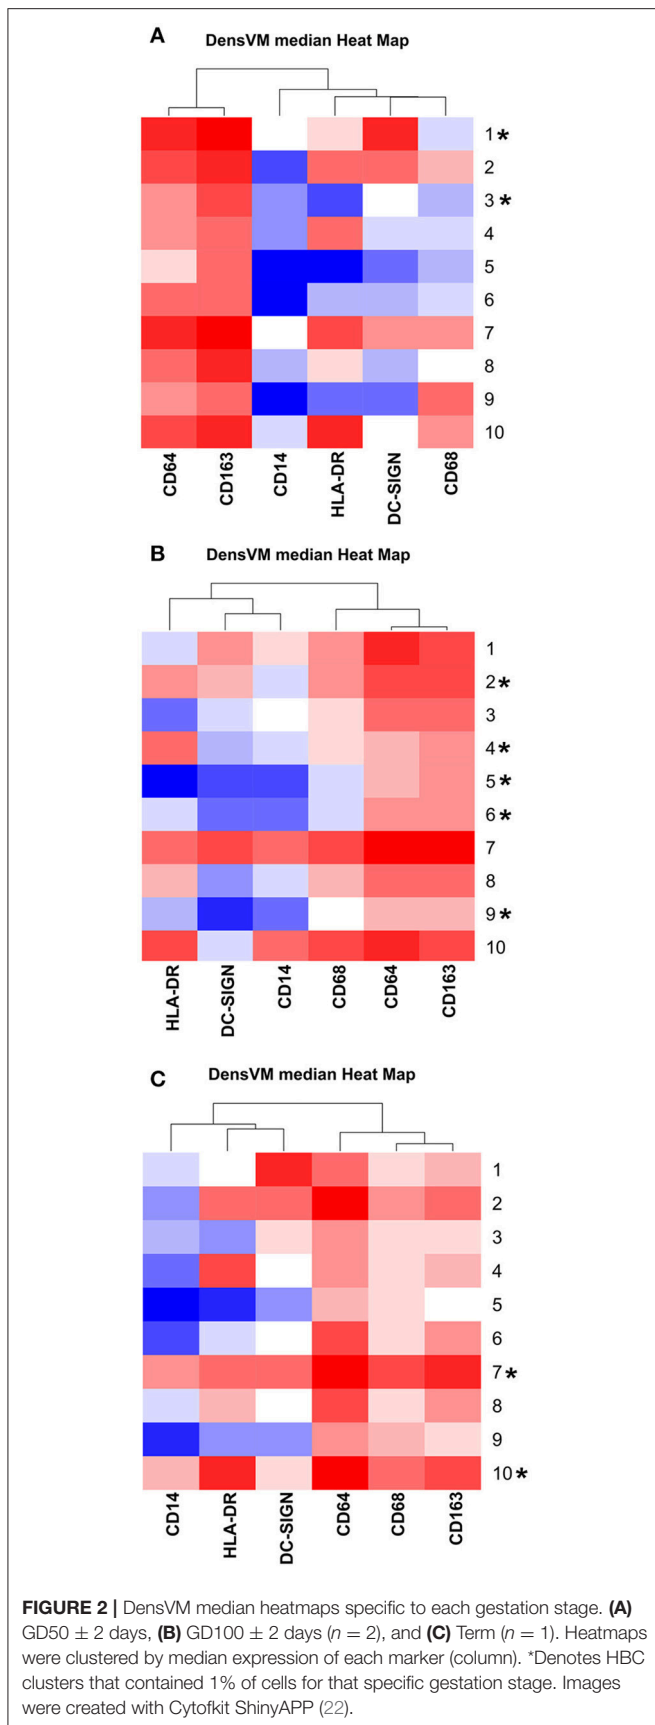 A
DensVM median Heat Map
1*
2
3*
4
5
6
7
8
9
10
CD64 CD163 CD14 HLA-DR DC-SIGN CD68
B
DensVM median Heat Map
1
2*
3
4*
5*
6*
7
8
9*
10
HLA-DR DC-SIGN CD14 CD68 CD64 CD163
C
DensVM median Heat Map
1
2
3
4
5
6
7*
8
9
10*
CD14 HLA-DR DC-SIGN CD64 CD68 CD163
FIGURE 2 | DensVM median heatmaps specific to each gestation stage. (A)
GD50 ± 2 days, (B) GD100 ± 2 days (n = 2), and (C) Term (n = 1). Heatmaps
were clustered by median expression of each marker (column). *Denotes HBC
clusters that contained 1% of cells for that specific gestation stage. Images
were created with Cytofkit ShinyAPP (22).